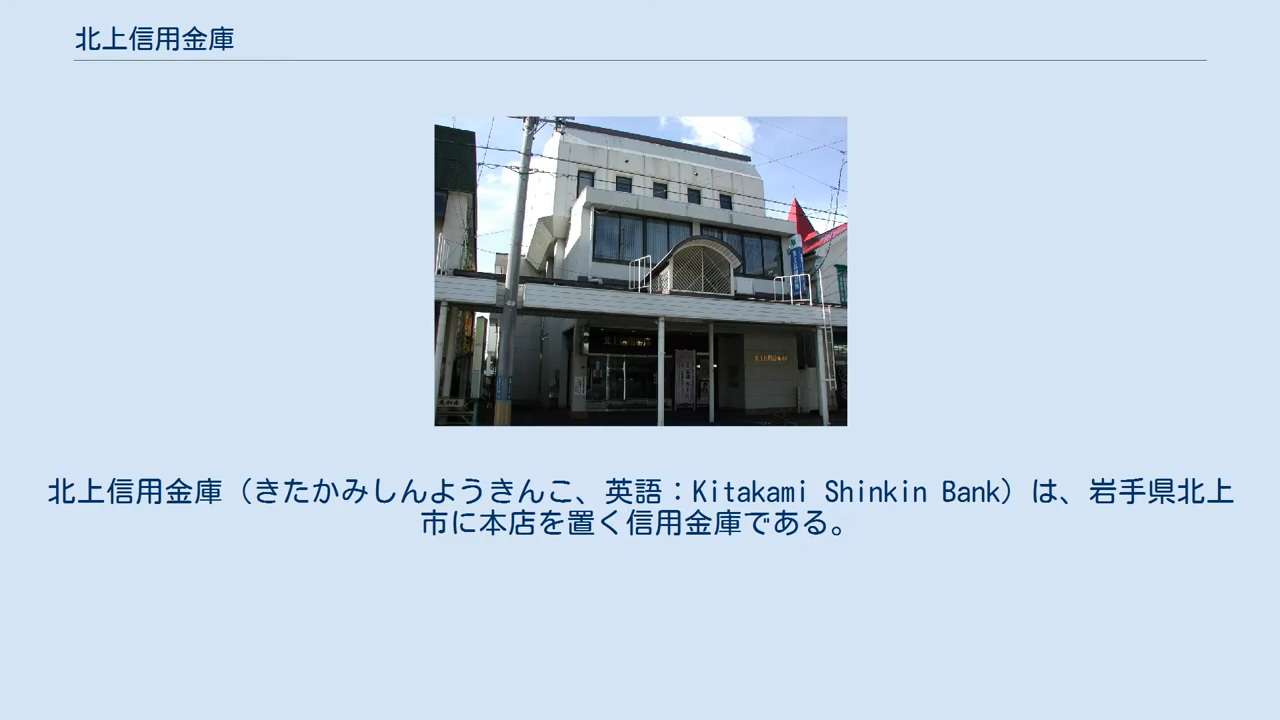 北上信用金庫
北上信用金庫（きたかみしんようきんこ、英語：Kitakami Shinkin Bank）は、岩手県北上
市に本店を置く信用金庫である。